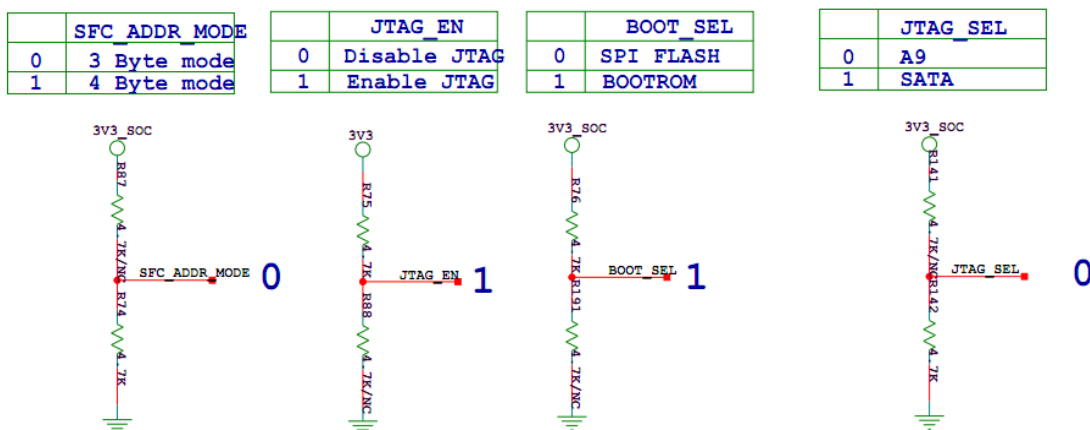 SFC_ADDR_MODE
0 3 Byte mode
1 4 Byte mode
JTAG_EN
0 Disable JTAG
1 Enable JTAG
BOOT_SEL
0 SPI FLASH
1 BOOTROM
JTAG_SEL
0 A9
1 SATA
3V3_SOC
R87
4.7K/NC
SFC_ADDR_MODE 0
R74
4.7K
3V3
R75
4.7K
JTAG_EN 1
R88
4.7K/NC
3V3_SOC
R76
4.7K
BOOT_SEL 1
R191
4.7K/NC
3V3_SOC
R141
4.7K/NC
JTAG_SEL 0
R142
4.7K